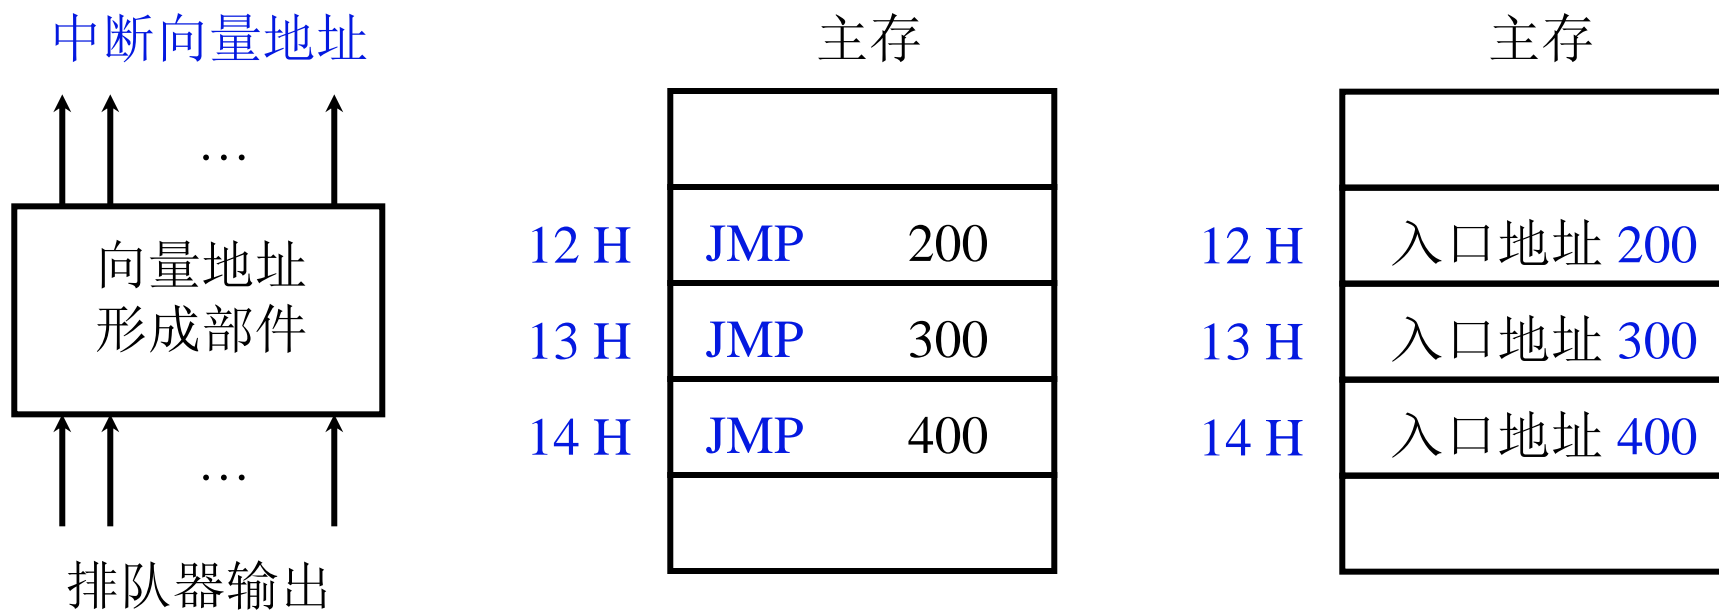 中断向量地址
…
向量地址
形成部件
…
排队器输出
主存
12 H JMP 200
13 H JMP 300
14 H JMP 400
主存
12 H 入口地址 200
13 H 入口地址 300
14 H 入口地址 400